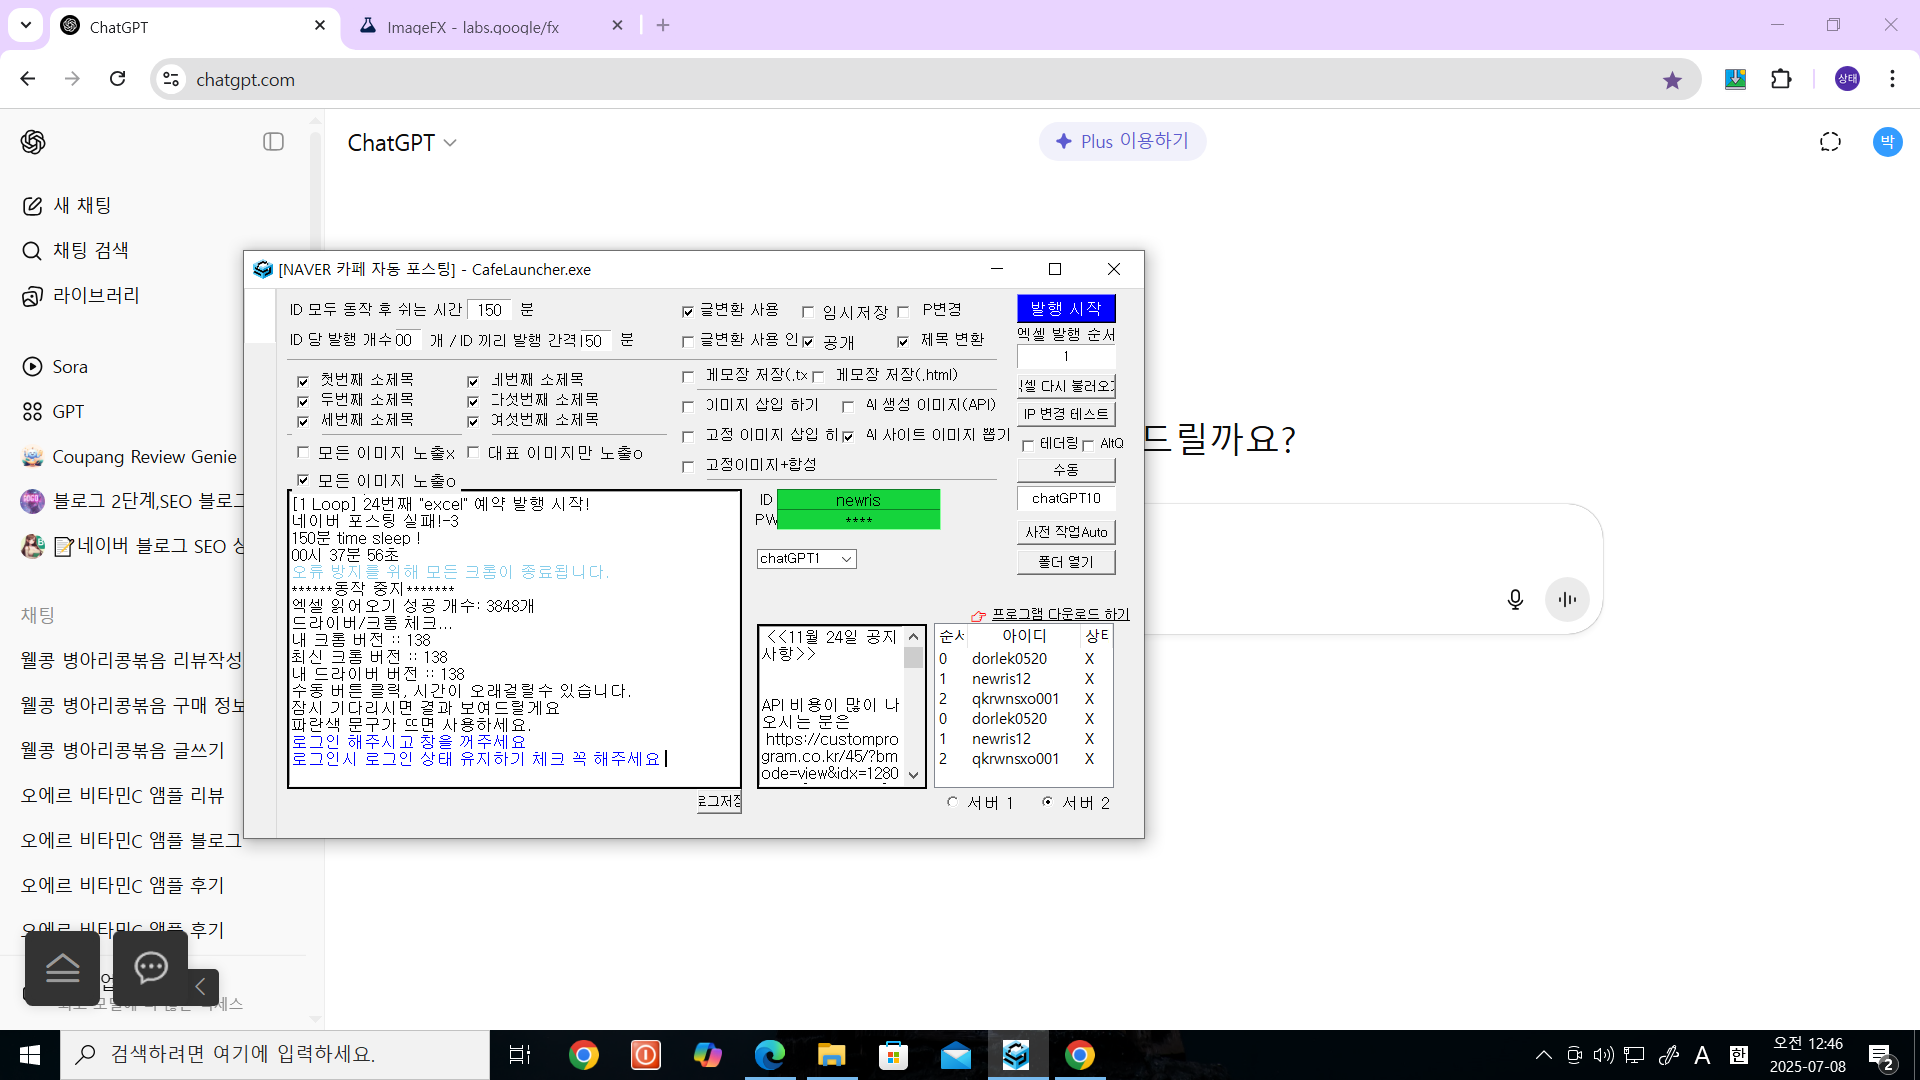 ChatGPT
ImageFX - labs.google/fx
chatgpt.com
상태
ChatGPT
Plus 이용하기
박
새 채팅
채팅 검색
라이브러리
Sora
GPT
Coupang Review Genie
블로그 2단계,SEO 블로그
네이버 블로그 SEO 상
채팅
웰콩 병아리콩볶음 리뷰작성
웰콩 병아리콩볶음 구매 정보
웰콩 병아리콩볶음 글쓰기
오에르 비타민C 앰플 리뷰
오에르 비타민C 앰플 블로그
오에르 비타민C 앰플 후기
오에르 비타민C 앰플 후기
드릴까요?
[NAVER 카페 자동 포스팅] - CafeLauncher.exe
ID 모두 동작 후 쉬는 시간 150 분
ID 당 발행 개수 00 개 / ID 끼리 발행 간격 150 분
글변환 사용 임시저장 P변경
글변환 사용 인 공개 제목 변환
첫번째 소제목 네번째 소제목
두번째 소제목 다섯번째 소제목
세번째 소제목 여섯번째 소제목
모든 이미지 노출x 대표 이미지만 노출o
모든 이미지 노출o
메모장 저장(.tx 메모장 저장(.html)
이미지 삽입 하기 AI 생성 이미지(API)
고정 이미지 삽입 하 AI 사이트 이미지 뽑기
고정이미지+합성
발행 시작
엑셀 발행 순서
1
엑셀 다시 불러오기
IP 변경 테스트
테더링 AltQ
수동
chatGPT10
사전 작업Auto
폴더 열기
[1 Loop] 24번째 "excel" 예약 발행 시작!
네이버 포스팅 실패!-3
150분 time sleep !
00시 37분 56초
오류 방지를 위해 모든 크롬이 종료됩니다.
******동작 중지*******
엑셀 읽어오기 성공 개수: 3848개
드라이버/크롬 체크...
내 크롬 버전 :: 138
최신 크롬 버전 :: 138
내 드라이버 버전 :: 138
수동 버튼 클릭, 시간이 오래걸릴수 있습니다.
잠시 기다리시면 결과 보여드릴게요
파란색 문구가 뜨면 사용하세요.
로그인 해주시고 창을 꺼주세요
로그인시 로그인 상태 유지하기 체크 꼭 해주세요
로그저장
ID newris
PW ****
chatGPT1
프로그램 다운로드 하기
<<11월 24일 공지
사항>>
API 비용이 많이 나
오시는 분은
https://custompro
gram.co.kr/45/?bm
ode=view&idx=1280
순서 아이디 상태
0 dorlek0520 X
1 newris12 X
2 qkrwnsxo001 X
0 dorlek0520 X
1 newris12 X
2 qkrwnsxo001 X
서버 1 서버 2
검색하려면 여기에 입력하세요.
A 한
오전 12:46
2025-07-08
2